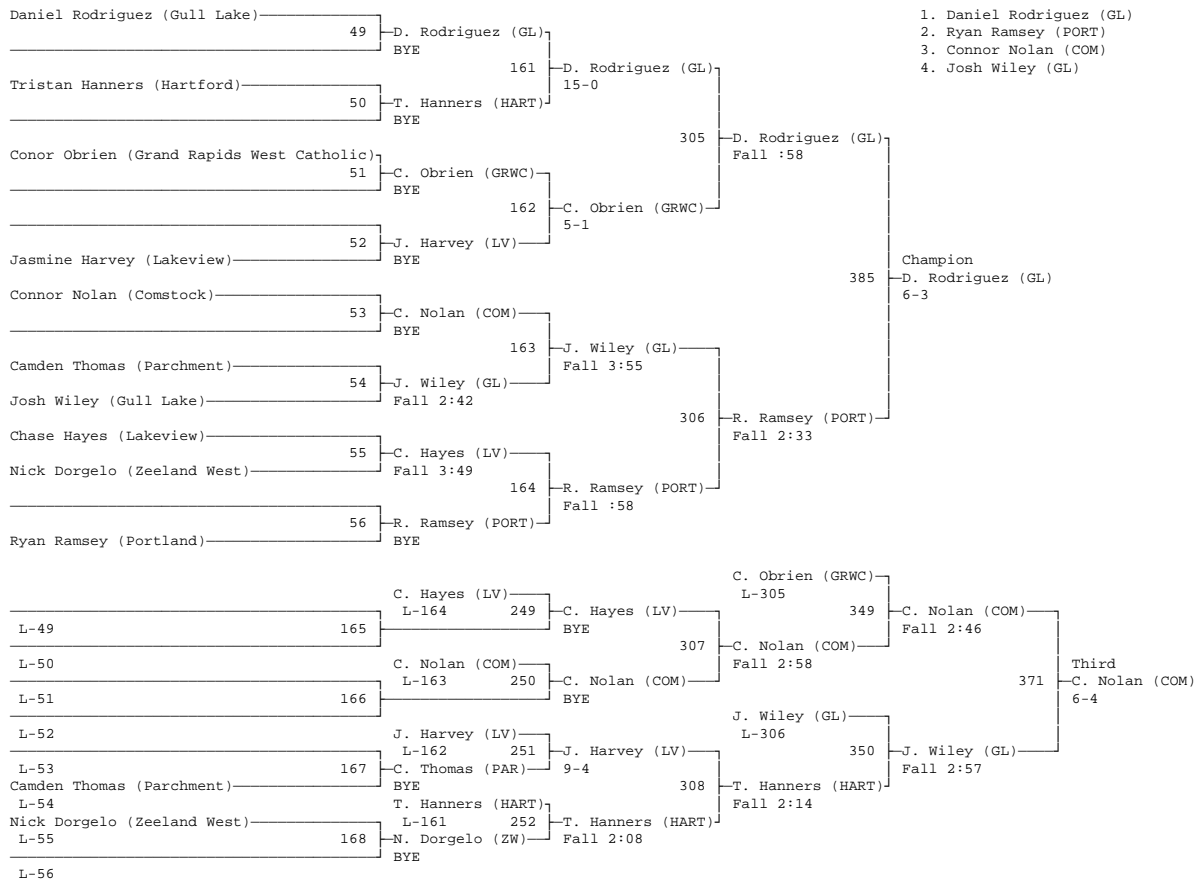 Daniel Rodriguez (Gull Lake) 1. Daniel Rodriguez (GL)
49 D. Rodriguez (GL) 2. Ryan Ramsey (PORT)
BYE 3. Connor Nolan (COM)
161 D. Rodriguez (GL) 4. Josh Wiley (GL)
Tristan Hanners (Hartford) 15-0
50 T. Hanners (HART)
BYE
305 D. Rodriguez (GL)
Conor Obrien (Grand Rapids West Catholic) Fall :58
51 C. Obrien (GRWC)
BYE
162 C. Obrien (GRWC)
5-1
52 J. Harvey (LV)
Jasmine Harvey (Lakeview) BYE Champion
385 D. Rodriguez (GL)
Connor Nolan (Comstock) 6-3
53 C. Nolan (COM)
BYE
163 J. Wiley (GL)
Camden Thomas (Parchment) Fall 3:55
54 J. Wiley (GL)
Josh Wiley (Gull Lake) Fall 2:42
306 R. Ramsey (PORT)
Chase Hayes (Lakeview) Fall 2:33
55 C. Hayes (LV)
Nick Dorgelo (Zeeland West) Fall 3:49
164 R. Ramsey (PORT)
Fall :58
56 R. Ramsey (PORT)
Ryan Ramsey (Portland) BYE
C. Obrien (GRWC)
C. Hayes (LV) L-305
L-164 249 C. Hayes (LV) 349 C. Nolan (COM)
L-49 165 BYE Fall 2:46
307 C. Nolan (COM)
L-50 C. Nolan (COM) Fall 2:58 Third
L-163 250 C. Nolan (COM) 371 C. Nolan (COM)
L-51 166 BYE 6-4
J. Wiley (GL)
L-52 J. Harvey (LV) L-306
L-162 251 J. Harvey (LV) 350 J. Wiley (GL)
L-53 167 C. Thomas (PAR) 9-4 Fall 2:57
Camden Thomas (Parchment) BYE 308 T. Hanners (HART)
L-54 T. Hanners (HART) Fall 2:14
Nick Dorgelo (Zeeland West) L-161 252 T. Hanners (HART)
L-55 168 N. Dorgelo (ZW) Fall 2:08
BYE
L-56